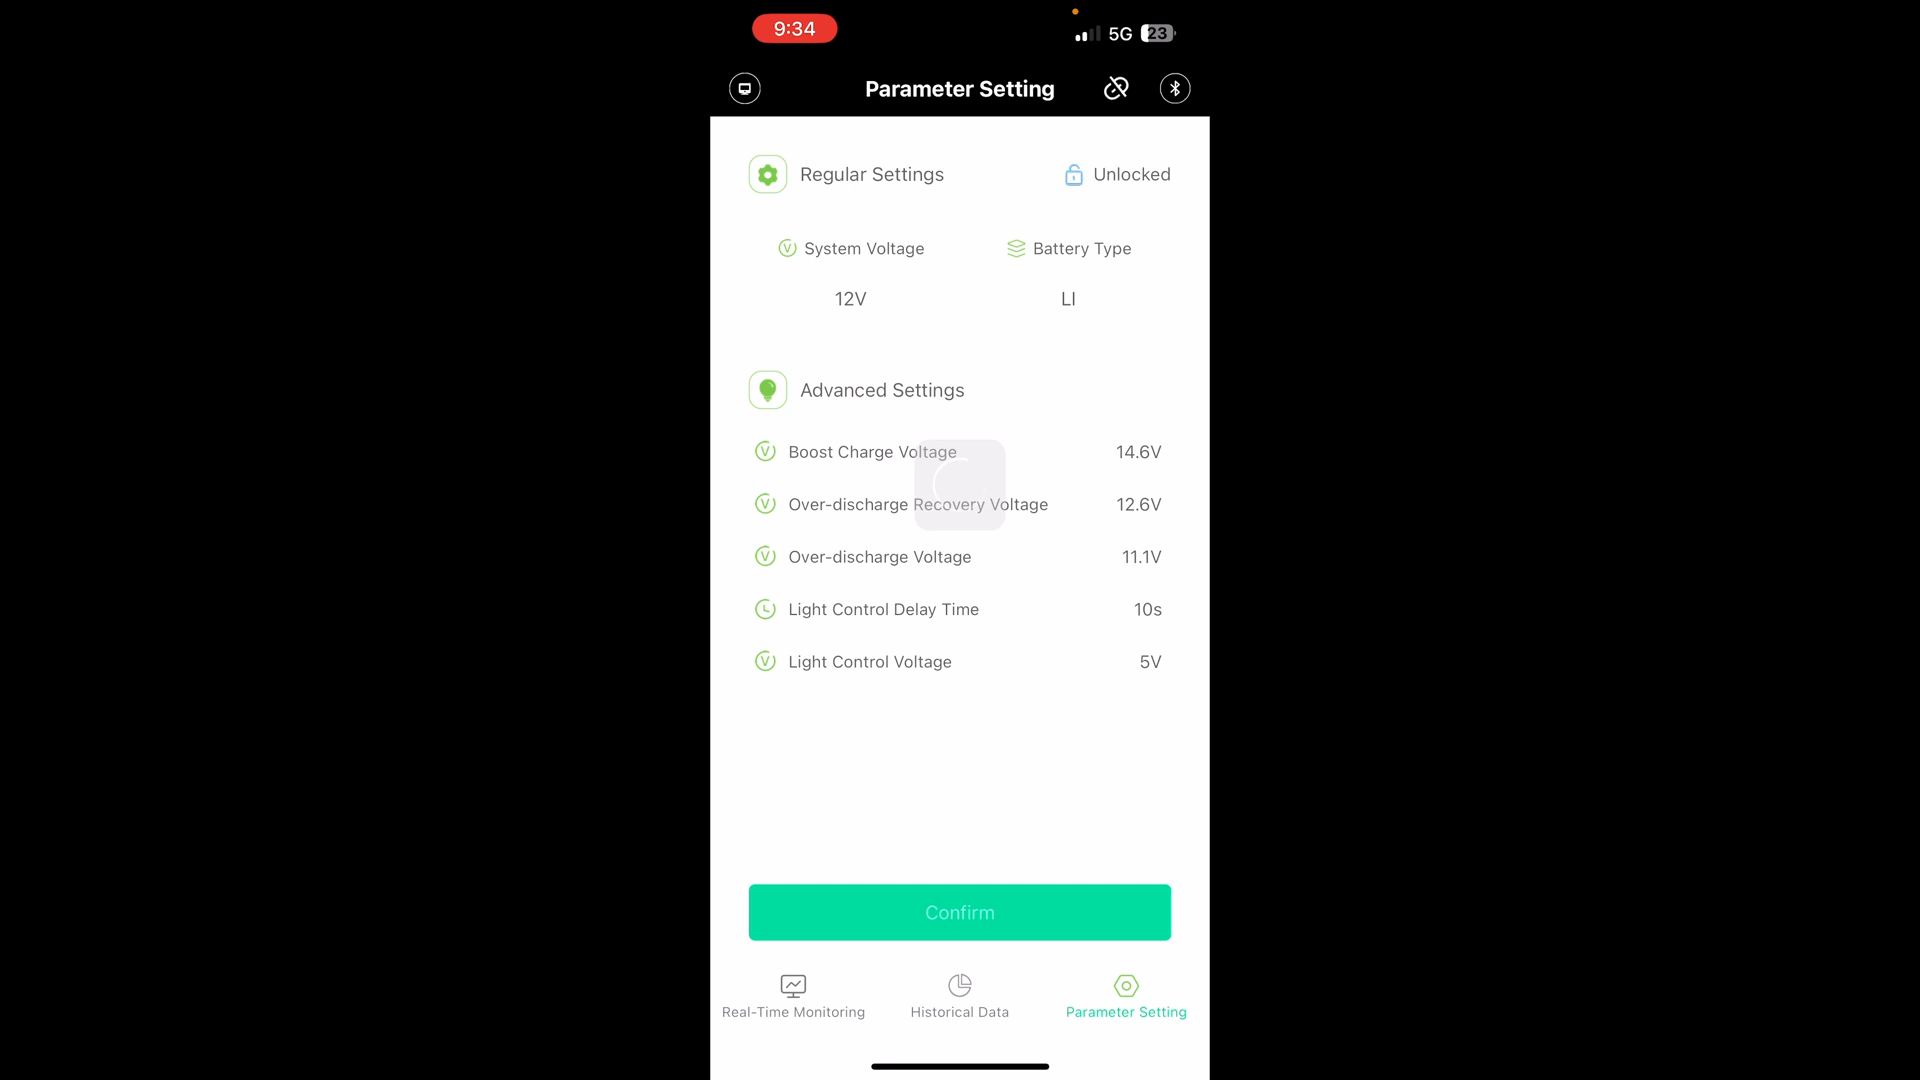 9:34
5G 23
Parameter Setting
Regular Settings
Unlocked
V System Voltage
Battery Type
12V
LI
Advanced Settings
V Boost Charge Voltage 14.6V
V Over-discharge Recovery Voltage 12.6V
V Over-discharge Voltage 11.1V
Light Control Delay Time 10s
V Light Control Voltage 5V
Confirm
Real-Time Monitoring
Historical Data
Parameter Setting